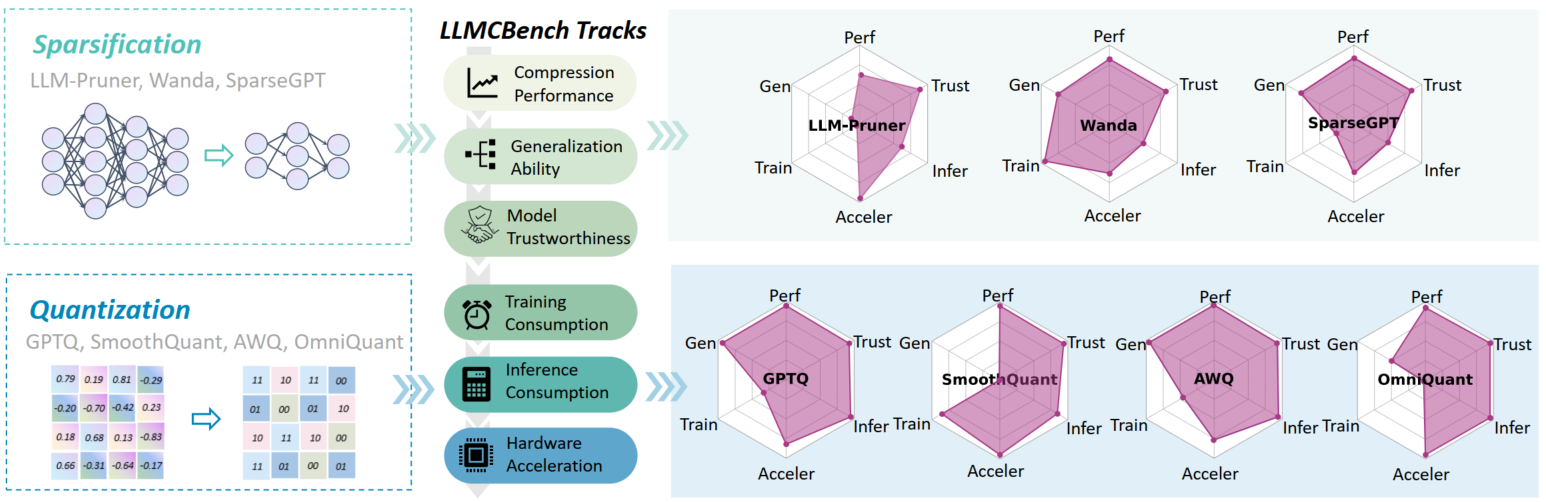 Sparsification
LLM-Pruner, Wanda, SparseGPT
Quantization
GPTQ, SmoothQuant, AWQ, OmniQuant
0.79 0.19 0.81 -0.29
-0.20 -0.70 -0.42 0.23
0.18 0.68 0.13 -0.83
0.66 -0.31 -0.64 -0.17
11 10 11 00
01 00 01 10
10 11 10 00
11 01 00 01
LLMCBench Tracks
Compression
Performance
Generalization
Ability
Model
Trustworthiness
Training
Consumption
Inference
Consumption
Hardware
Acceleration
Perf
Gen Trust
LLM-Pruner
Train Infer
Acceler
Perf
Gen Trust
Wanda
Train Infer
Acceler
Perf
Gen Trust
SparseGPT
Train Infer
Acceler
Perf
Gen Trust
GPTQ
Train Infer
Acceler
Perf
Gen Trust
SmoothQuant
Train Infer
Acceler
Perf
Gen Trust
AWQ
Train Infer
Acceler
Perf
Gen Trust
OmniQuant
Train Infer
Acceler